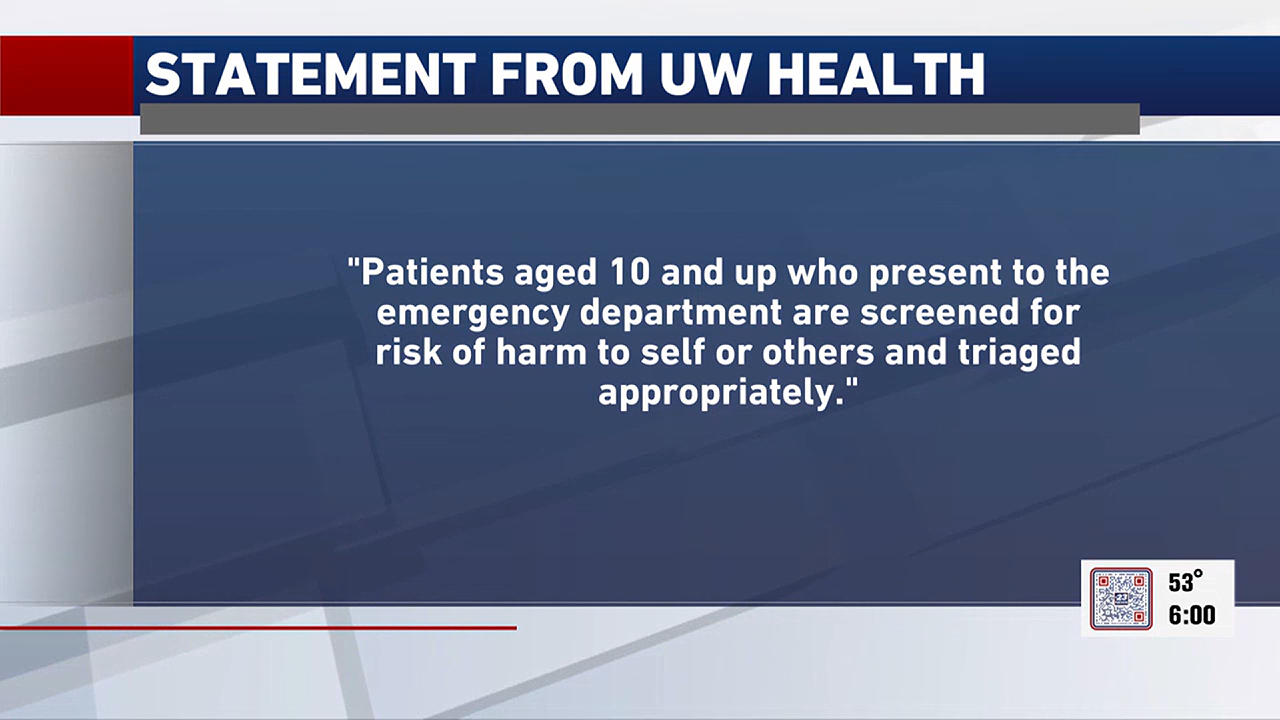 STATEMENT FROM UW HEALTH
"Patients aged 10 and up who present to the
emergency department are screened for
risk of harm to self or others and triaged
appropriately."
53°
6:00